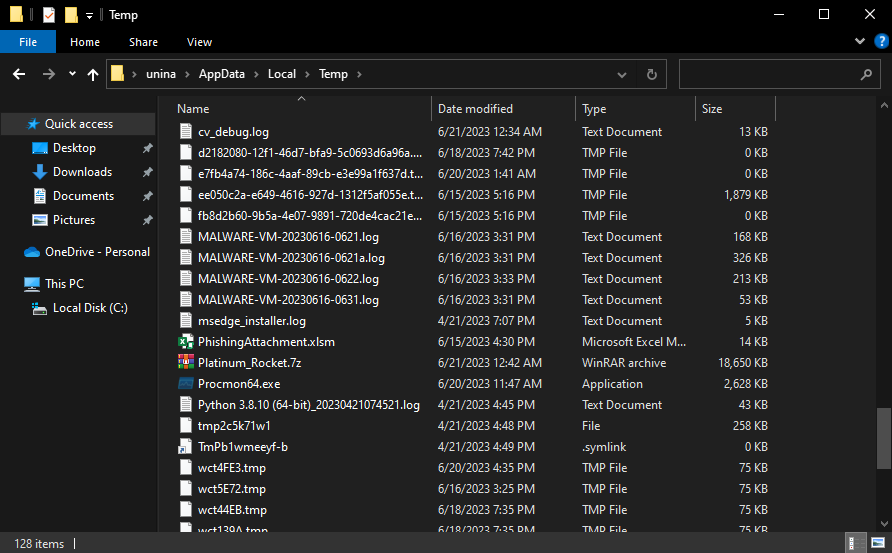 Temp
File Home Share View
unina AppData Local Temp
Name Date modified Type Size
Quick access
Desktop
Downloads
Documents
Pictures
OneDrive - Personal
This PC
Local Disk (C:)
cv_debug.log 6/21/2023 12:34 AM Text Document 13 KB
d2182080-12f1-46d7-bfa9-5c0693d6a96a.... 6/18/2023 7:42 PM TMP File 0 KB
e7fb4a74-186c-4aaf-89cb-e3e99a1f637d.t... 6/20/2023 1:41 AM TMP File 0 KB
ee050c2a-e649-4616-927d-1312f5af055e.t... 6/15/2023 5:16 PM TMP File 1,879 KB
fb8d2b60-9b5a-4e07-9891-720de4cac21e... 6/15/2023 5:16 PM TMP File 0 KB
MALWARE-VM-20230616-0621.log 6/16/2023 3:31 PM Text Document 168 KB
MALWARE-VM-20230616-0621a.log 6/16/2023 3:31 PM Text Document 326 KB
MALWARE-VM-20230616-0622.log 6/16/2023 3:33 PM Text Document 213 KB
MALWARE-VM-20230616-0631.log 6/16/2023 3:31 PM Text Document 53 KB
msedge_installer.log 4/21/2023 7:07 PM Text Document 5 KB
PhishingAttachment.xlsm 6/15/2023 4:30 PM Microsoft Excel M... 14 KB
Platinum_Rocket.7z 6/21/2023 12:42 AM WinRAR archive 18,650 KB
Procmon64.exe 6/20/2023 11:47 AM Application 2,628 KB
Python 3.8.10 (64-bit)_20230421074521.log 4/21/2023 4:45 PM Text Document 43 KB
tmp2c5k71w1 4/21/2023 4:48 PM File 258 KB
TmPb1wmeeyf-b 4/21/2023 4:49 PM .symlink 0 KB
wct4FE3.tmp 6/20/2023 4:35 PM TMP File 75 KB
wct5E72.tmp 6/16/2023 3:25 PM TMP File 75 KB
wct44EB.tmp 6/18/2023 7:35 PM TMP File 75 KB
wct139A.tmp 6/18/2023 7:35 PM TMP File 75 KB
128 items